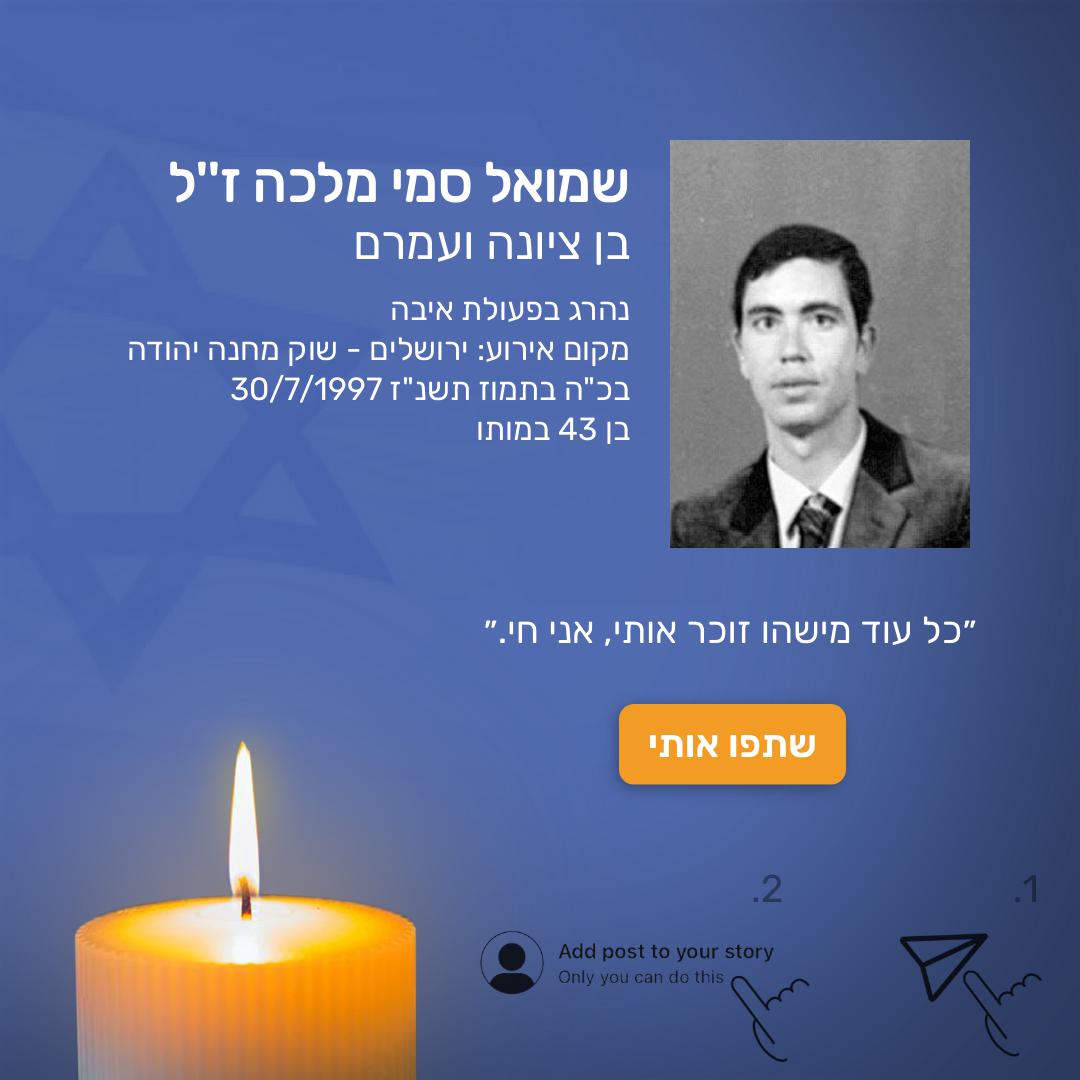 שמואל סמי מלכה ז"ל
בן ציונה ועמרם
נהרג בפעולת איבה
מקום אירוע: ירושלים - שוק מחנה יהודה
בכ"ה בתמוז תשנ"ז 30/7/1997
בן 43 במותו
״כל עוד מישהו זוכר אותי, אני חי.״
שתפו אותי
1.
2.
Add post to your story
Only you can do this